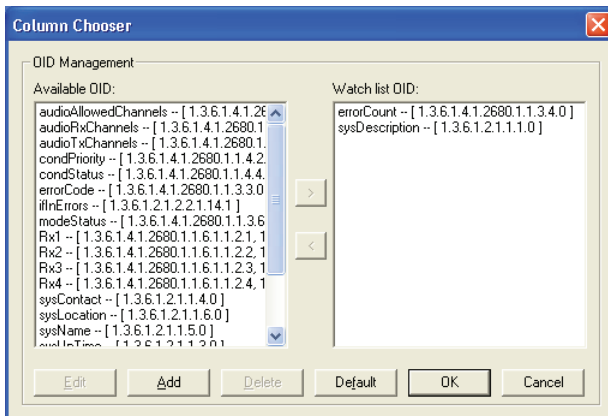 Column Chooser
OID Management
Available OID:
audioAllowedChannels -- [ 1.3.6.1.4.1.26
audioRxChannels -- [ 1.3.6.1.4.1.2680.1
audioTxChannels -- [ 1.3.6.1.4.1.2680.1.
condPriority -- [ 1.3.6.1.4.1.2680.1.1.4.2.
condStatus -- [ 1.3.6.1.4.1.2680.1.1.4.4.
errorCode -- [ 1.3.6.1.4.1.2680.1.1.3.3.0
ifInErrors -- [ 1.3.6.1.2.1.2.2.1.14.1 ]
modeStatus -- [ 1.3.6.1.4.1.2680.1.1.3.6
Rx1 -- [ 1.3.6.1.4.1.2680.1.1.6.1.1.2.1, 1
Rx2 -- [ 1.3.6.1.4.1.2680.1.1.6.1.1.2.2, 1
Rx3 -- [ 1.3.6.1.4.1.2680.1.1.6.1.1.2.3, 1
Rx4 -- [ 1.3.6.1.4.1.2680.1.1.6.1.1.2.4, 1
sysContact -- [ 1.3.6.1.2.1.1.4.0 ]
sysLocation -- [ 1.3.6.1.2.1.1.6.0 ]
sysName -- [ 1.3.6.1.2.1.1.5.0 ]
sysUpTime -- [ 1.3.6.1.2.1.1.3.0 ]
>
<
Watch list OID:
errorCount -- [ 1.3.6.1.4.1.2680.1.1.3.4.0 ]
sysDescription -- [ 1.3.6.1.2.1.1.1.0 ]
Edit Add Delete Default OK Cancel